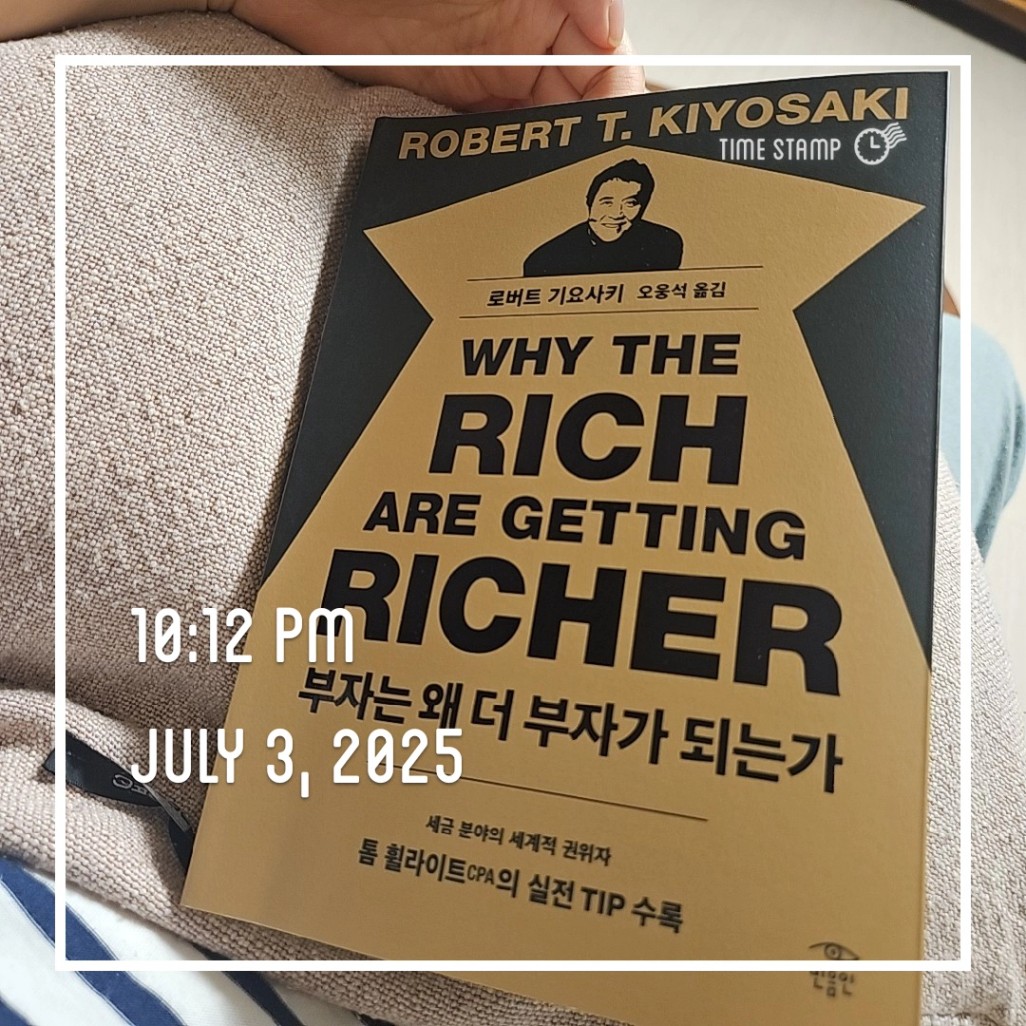 ROBERT T. KIYOSAKI
TIME STAMP
로버트 기요사키 오웅석 옮김
WHY THE
RICH
ARE GETTING
RICHER
10:12 PM
부자는 왜 더 부자가 되는가
JULY 3, 2025
세금 분야의 세계적 권위자
톰 휠라이트CPA의 실전 TIP 수록
민음인